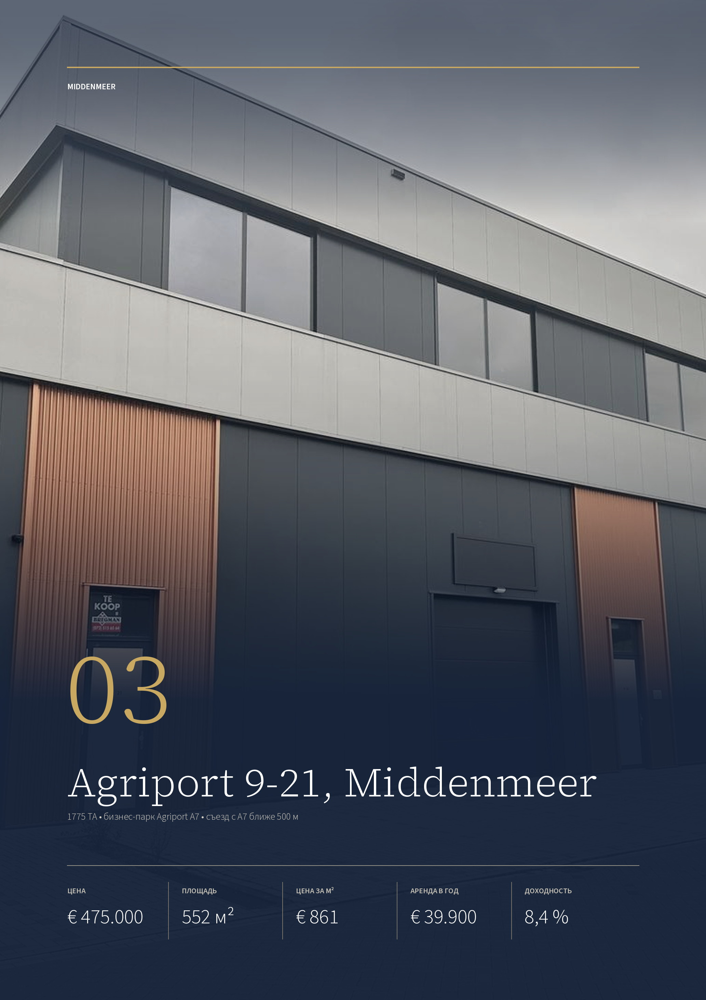 MIDDENMEER
TE
KOOP
BREGMAN
03
Agriport 9-21, Middenmeer
1775 TA • бизнес-парк Agriport A7 • съезд с A7 ближе 500 м
ЦЕНА
€ 475.000
ПЛОЩАДЬ
552 м²
ЦЕНА ЗА М²
€ 861
АРЕНДА В ГОД
€ 39.900
ДОХОДНОСТЬ
8,4 %